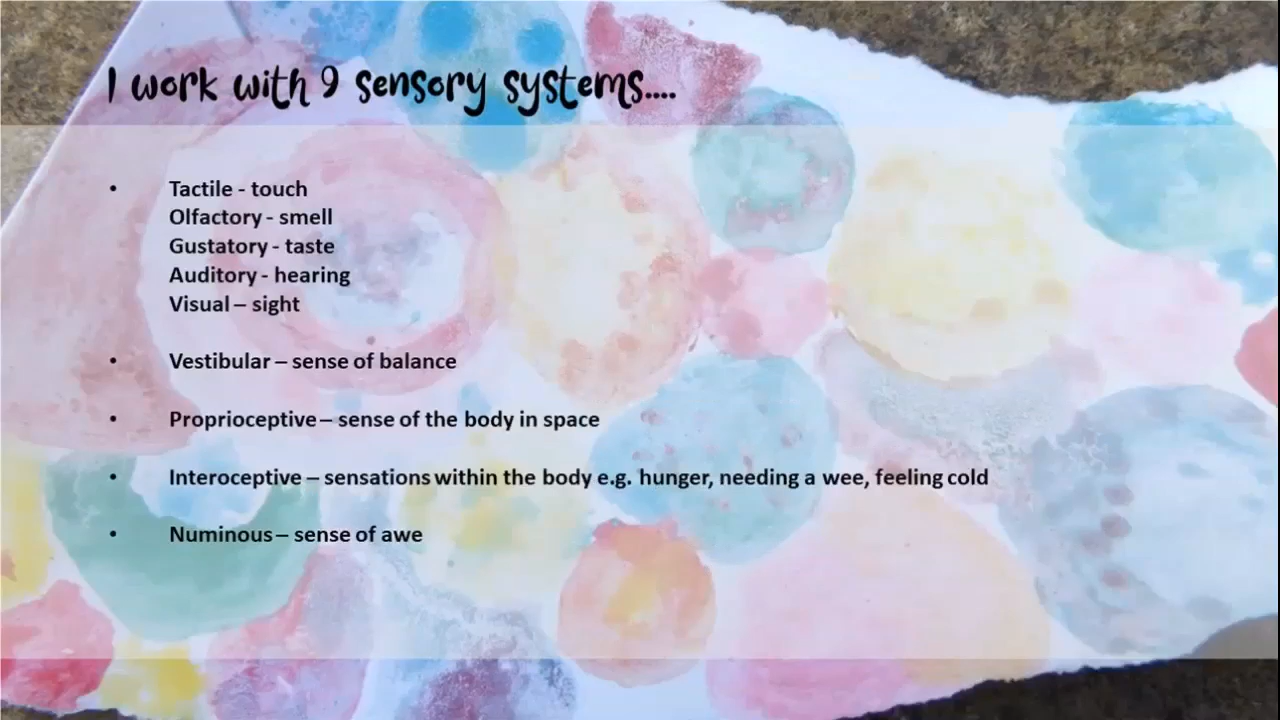 I work with 9 sensory systems....
• Tactile - touch
Olfactory - smell
Gustatory - taste
Auditory - hearing
Visual – sight
• Vestibular – sense of balance
• Proprioceptive – sense of the body in space
• Interoceptive – sensations within the body e.g. hunger, needing a wee, feeling cold
• Numinous – sense of awe